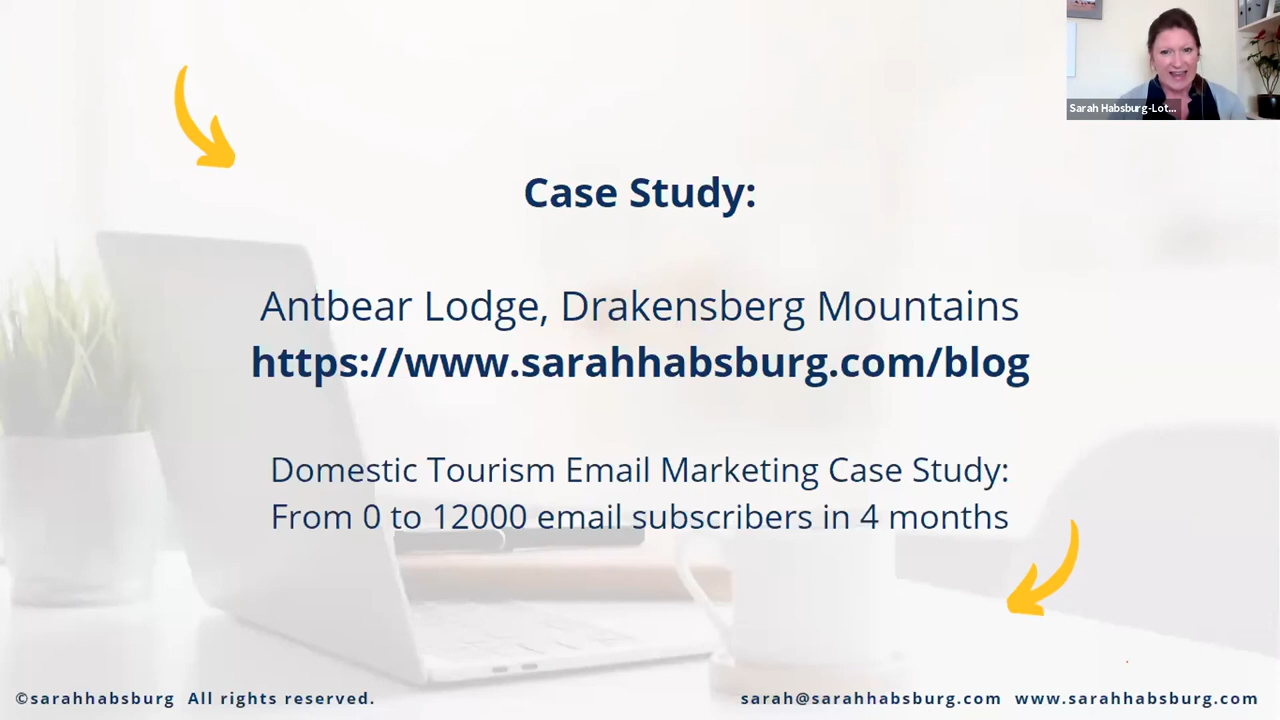 Sarah Habsburg-Lot...
Case Study:
Antbear Lodge, Drakensberg Mountains
https://www.sarahhabsburg.com/blog
Domestic Tourism Email Marketing Case Study:
From 0 to 12000 email subscribers in 4 months
©sarahhabsburg All rights reserved.
sarah@sarahhabsburg.com www.sarahhabsburg.com